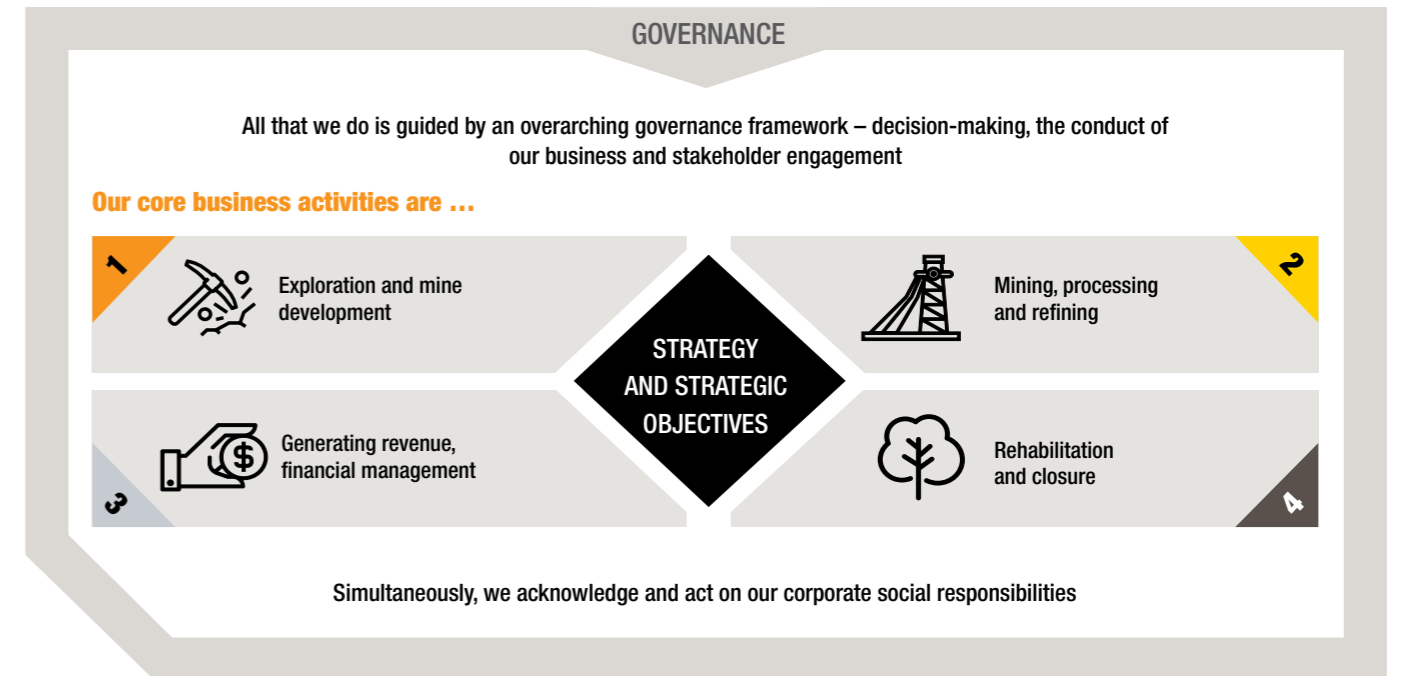 GOVERNANCE
All that we do is guided by an overarching governance framework – decision-making, the conduct of
our business and stakeholder engagement
Our core business activities are …
1
Exploration and mine
development
2
Mining, processing
and refining
STRATEGY
AND STRATEGIC
OBJECTIVES
3
Generating revenue,
financial management
$
4
Rehabilitation
and closure
Simultaneously, we acknowledge and act on our corporate social responsibilities